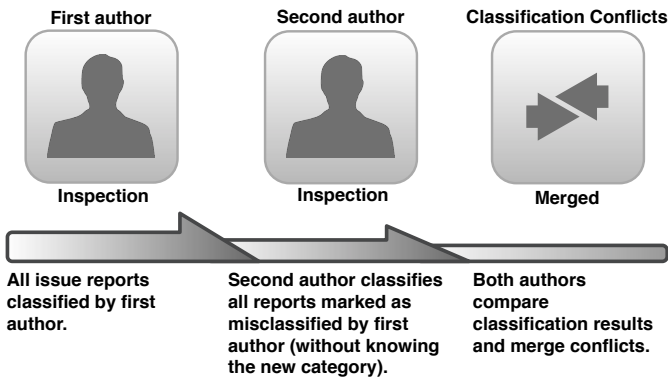 First author
Second author
Classification Conflicts
Inspection
Inspection
Merged
All issue reports
classified by first
author.
Second author classifies
all reports marked as
misclassified by first
author (without knowing
the new category).
Both authors
compare
classification results
and merge conflicts.